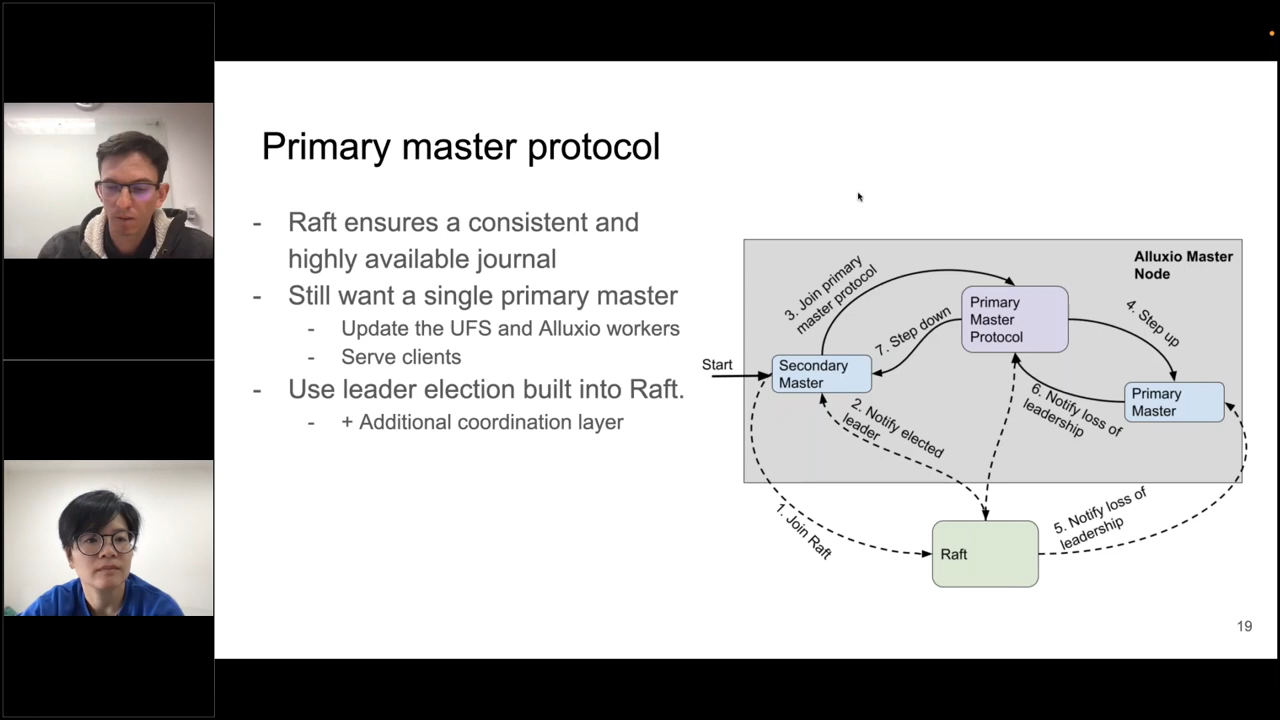 Primary master protocol
- Raft ensures a consistent and
highly available journal
- Still want a single primary master
- Update the UFS and Alluxio workers
- Serve clients
- Use leader election built into Raft.
- + Additional coordination layer
Alluxio Master
Node
3. Join primary
master protocol
Primary
Master
Protocol
4. Step up
7. Step down
Start
Secondary
Master
Primary
Master
6. Notify loss of
leadership
2. Notify elected
leader
1. Join Raft
Raft
5. Notify loss of
leadership
19